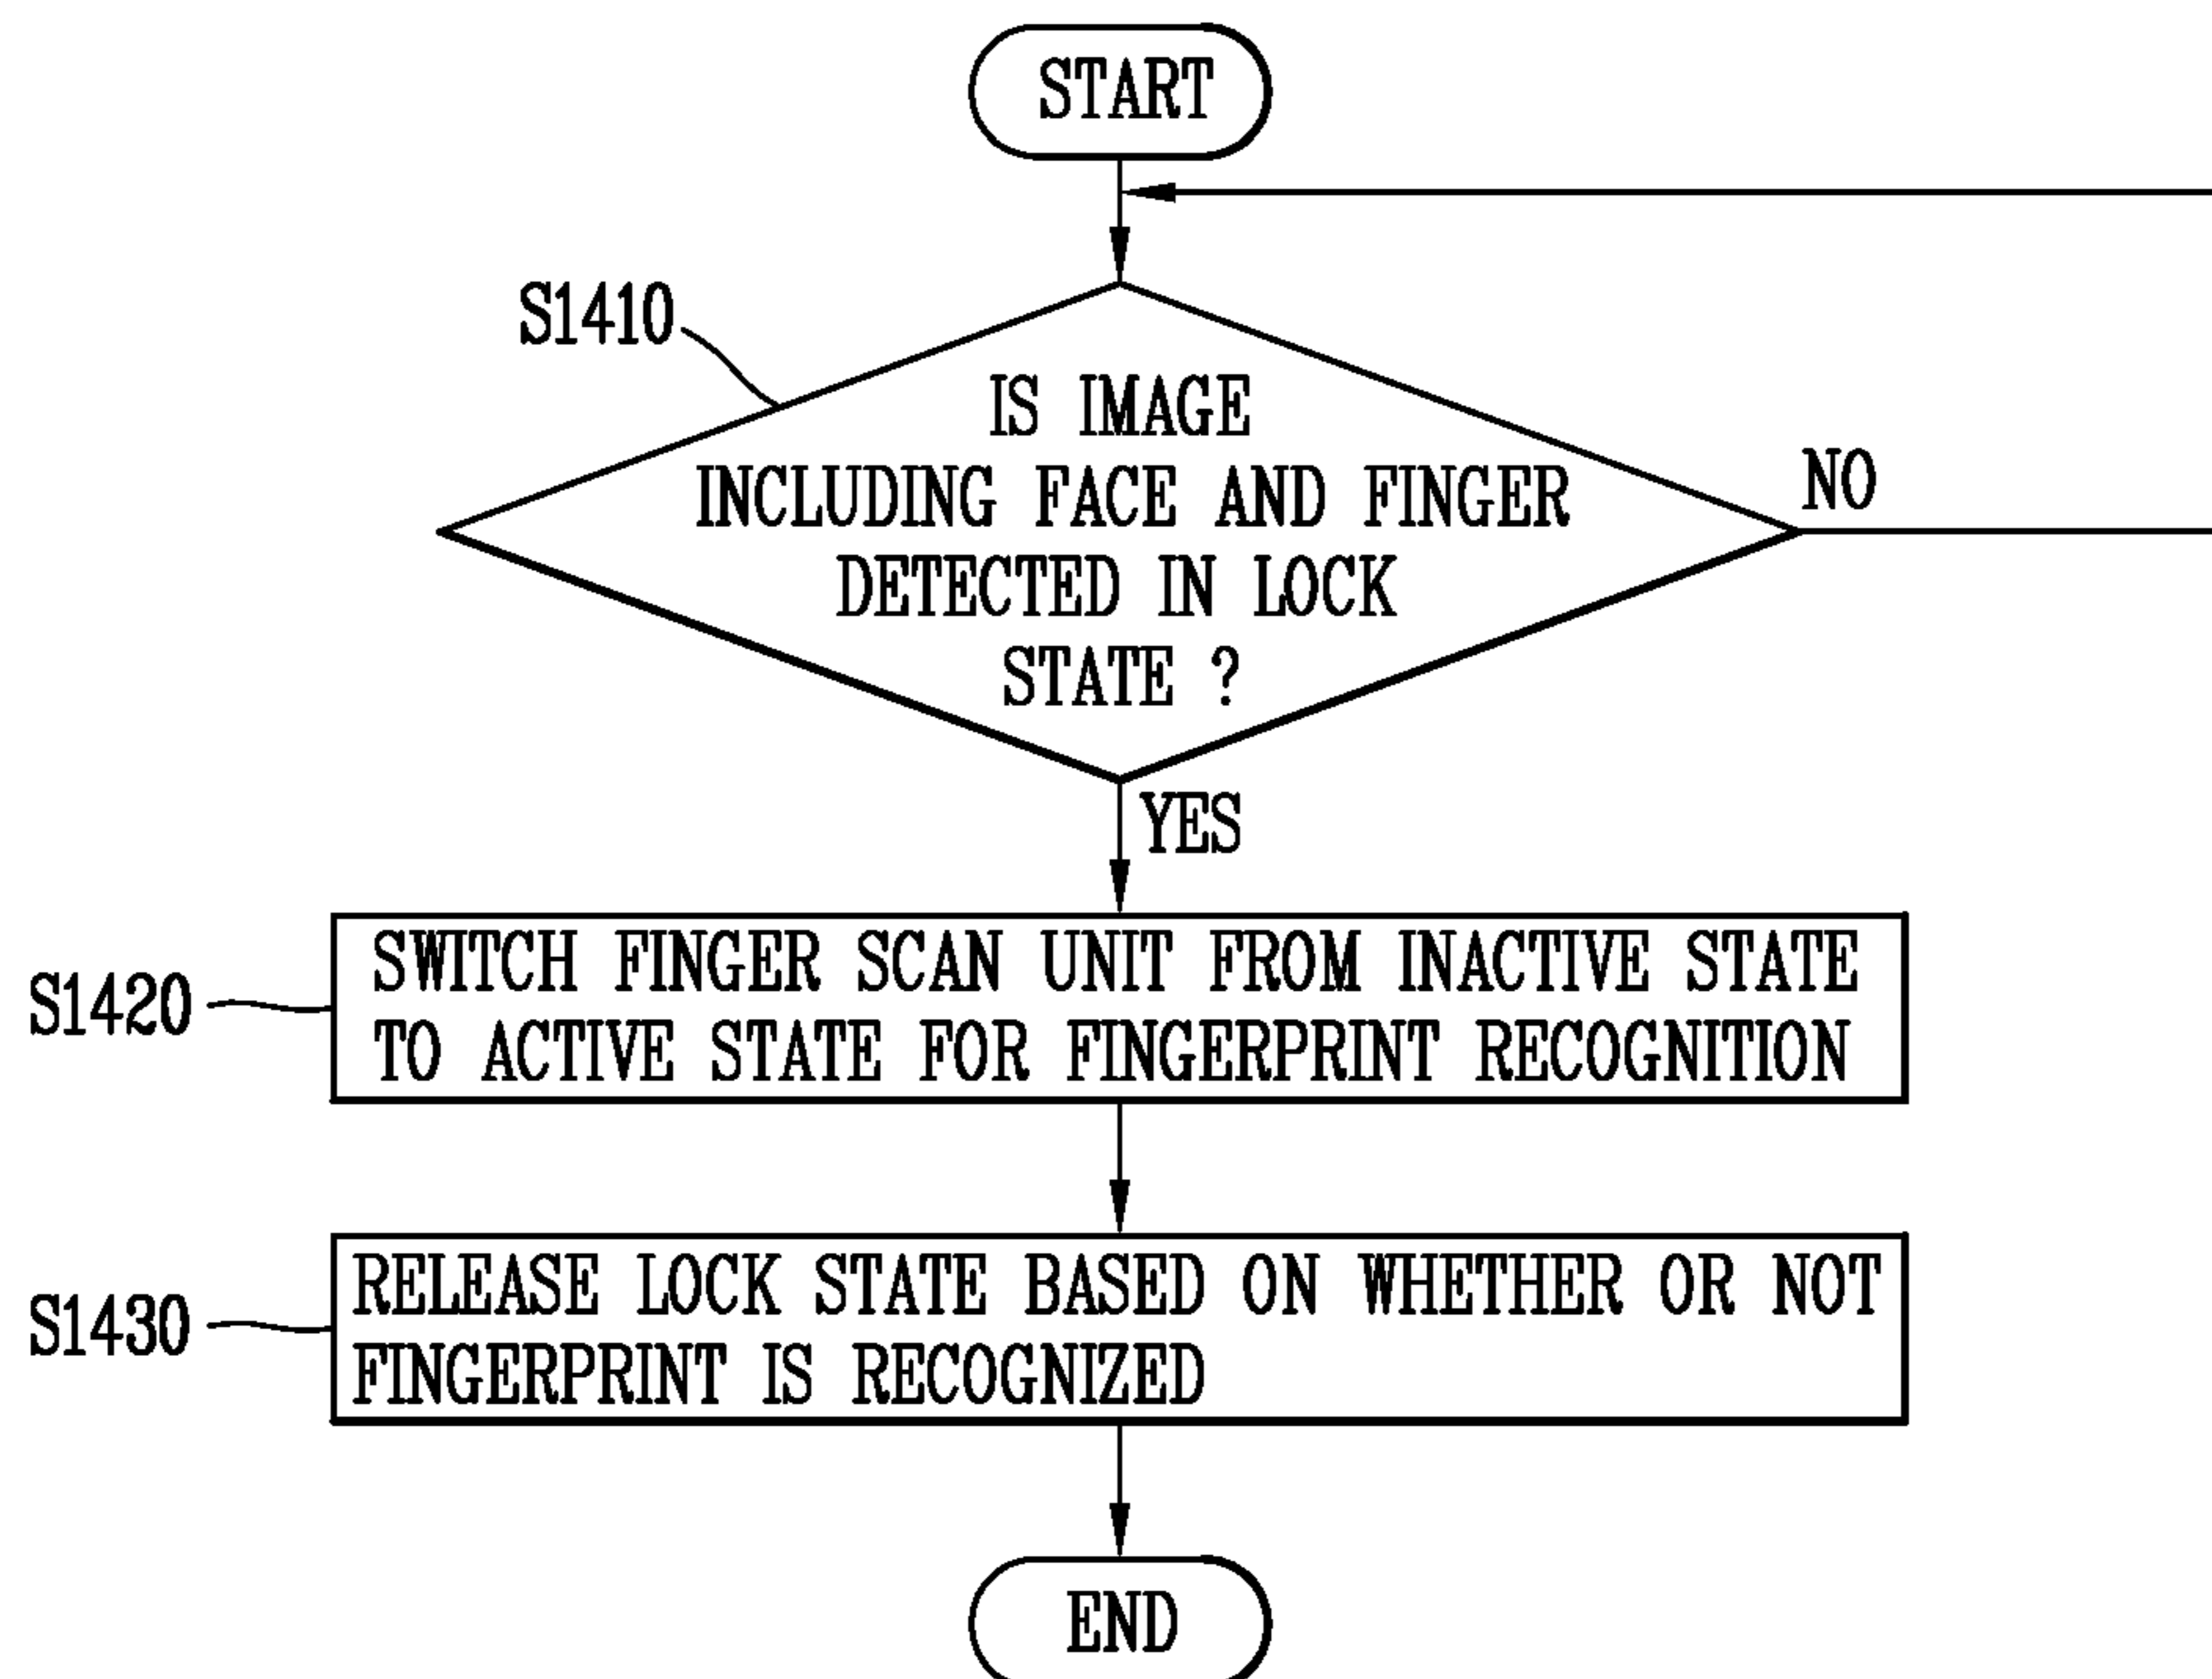 START
S1410
IS IMAGE
INCLUDING FACE AND FINGER
DETECTED IN LOCK
STATE ?
NO
YES
S1420
SWITCH FINGER SCAN UNIT FROM INACTIVE STATE
TO ACTIVE STATE FOR FINGERPRINT RECOGNITION
S1430
RELEASE LOCK STATE BASED ON WHETHER OR NOT
FINGERPRINT IS RECOGNIZED
END